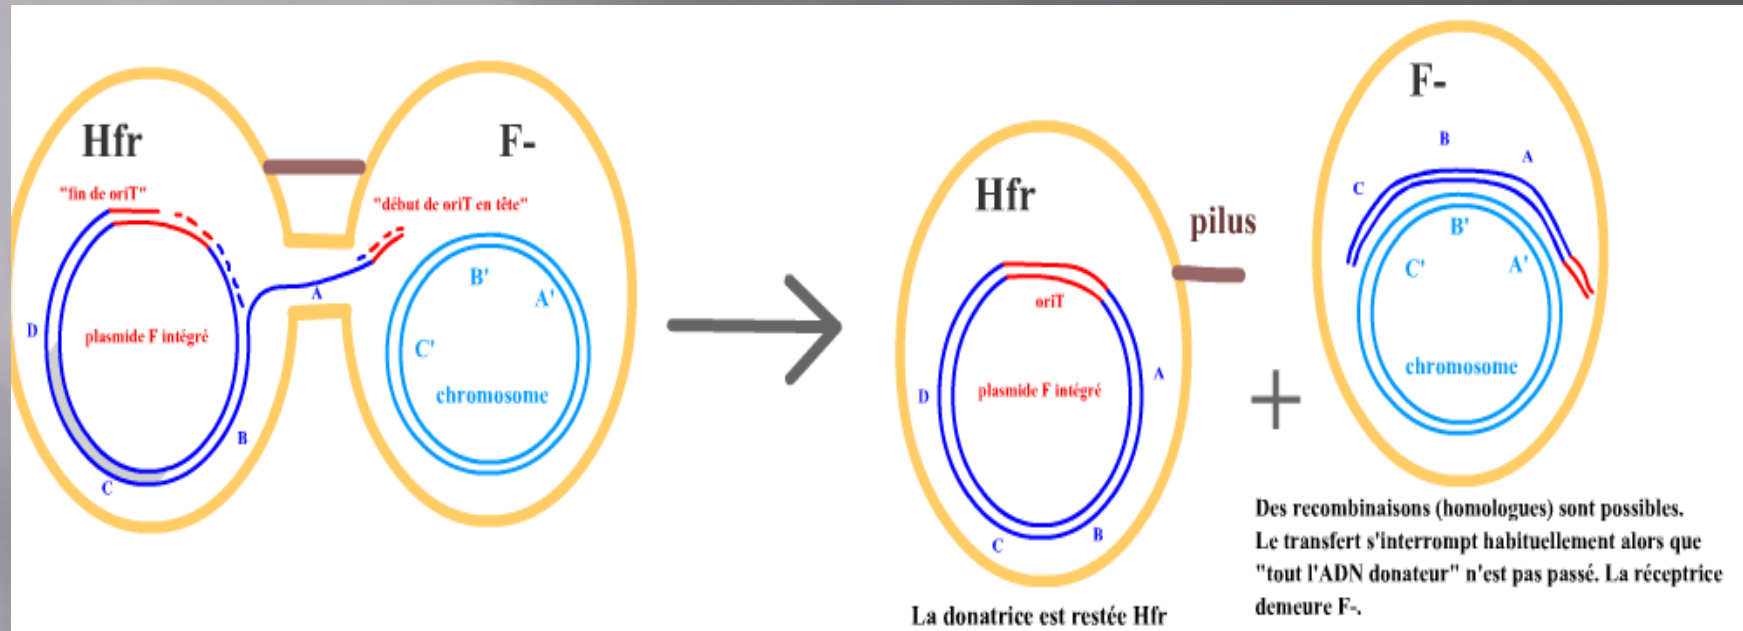 Hfr
F-
"fin de oriT"
"début de oriT en tête"
A
B'
A'
D
plasmide F intégré
C'
chromosome
B
C
Hfr
pilus
oriT
A
D
plasmide F intégré
B
C
La donatrice est restée Hfr
F-
B
A
C
B'
C'
A'
chromosome
Des recombinaisons (homologues) sont possibles.
Le transfert s'interrompt habituellement alors que
"tout l'ADN donateur" n'est pas passé. La réceptrice
demeure F-.